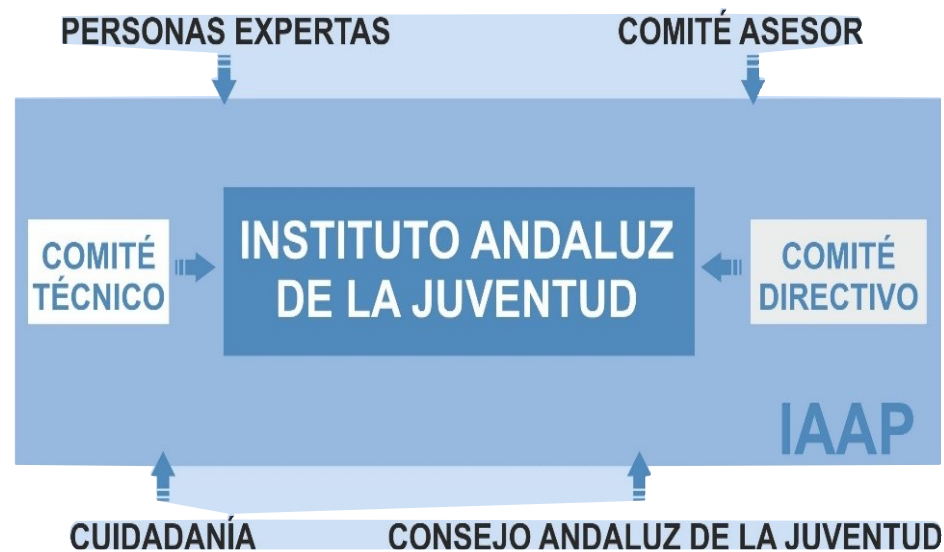 PERSONAS EXPERTAS
COMITÉ ASESOR
COMITÉ
TÉCNICO
INSTITUTO ANDALUZ
DE LA JUVENTUD
COMITÉ
DIRECTIVO
IAAP
CUIDADANÍA
CONSEJO ANDALUZ DE LA JUVENTUD